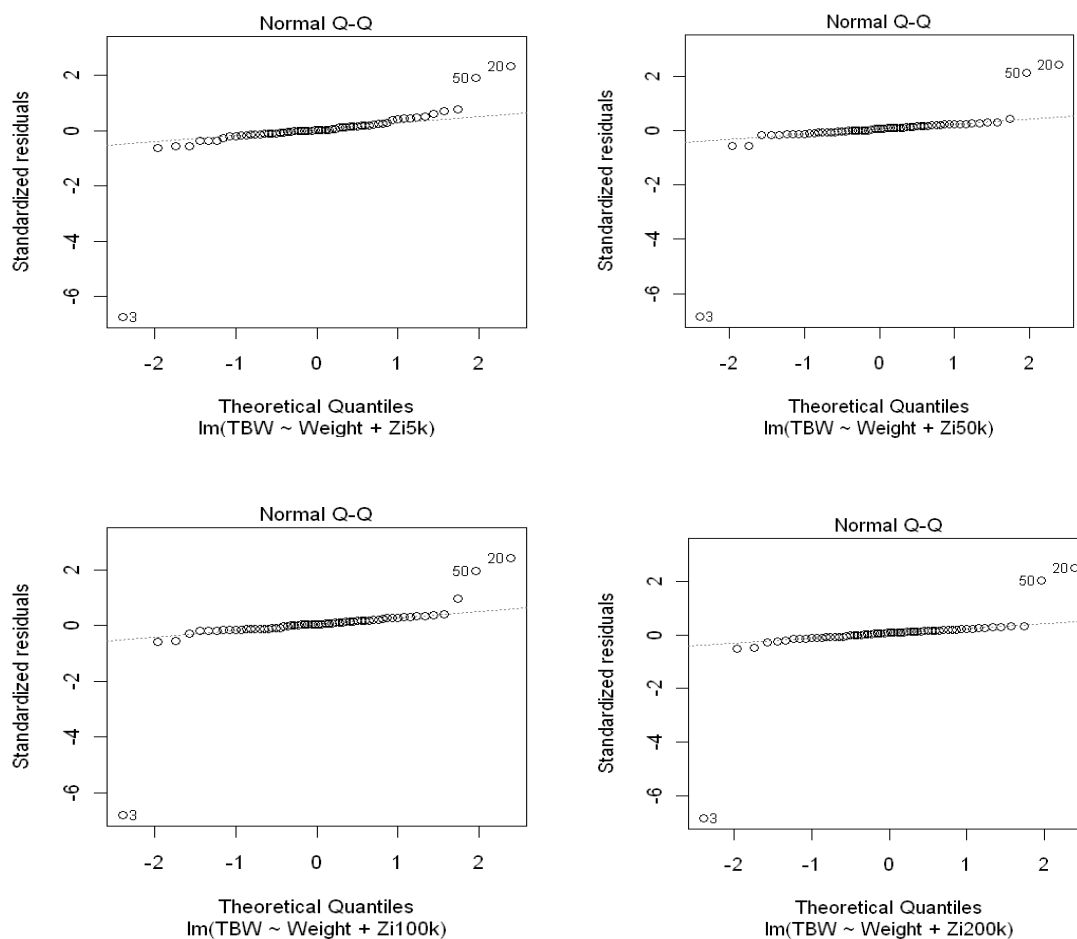 Normal Q-Q
Standardized residuals
2
0
-2
-4
-6
50
20
3
-2 -1 0 1 2
Theoretical Quantiles
lm(TBW ~ Weight + Zi5k)
Normal Q-Q
Standardized residuals
2
0
-2
-4
-6
50
20
3
-2 -1 0 1 2
Theoretical Quantiles
lm(TBW ~ Weight + Zi50k)
Normal Q-Q
Standardized residuals
2
0
-2
-4
-6
50
20
3
-2 -1 0 1 2
Theoretical Quantiles
lm(TBW ~ Weight + Zi100k)
Normal Q-Q
Standardized residuals
2
0
-2
-4
-6
50
20
3
-2 -1 0 1 2
Theoretical Quantiles
lm(TBW ~ Weight + Zi200k)